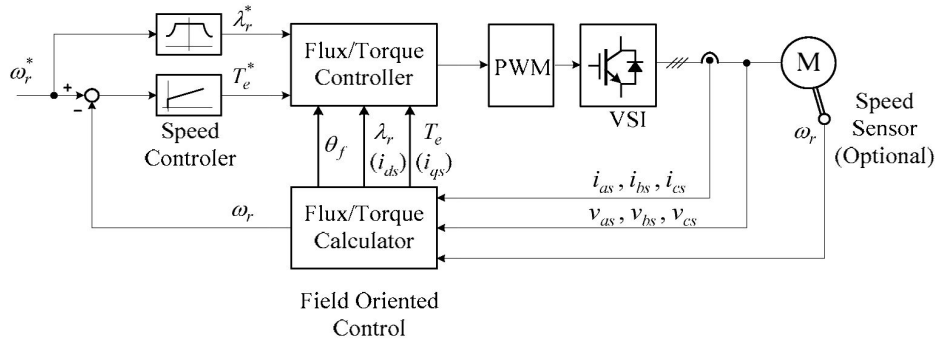 λ_r^*
ω_r^*
+
−
T_e^*
Speed
Controler
Flux/Torque
Controller
PWM
VSI
M
ω_r
Speed
Sensor
(Optional)
θ_f
λ_r
(i_ds)
T_e
(i_qs)
i_as , i_bs , i_cs
v_as , v_bs , v_cs
ω_r
Flux/Torque
Calculator
Field Oriented
Control